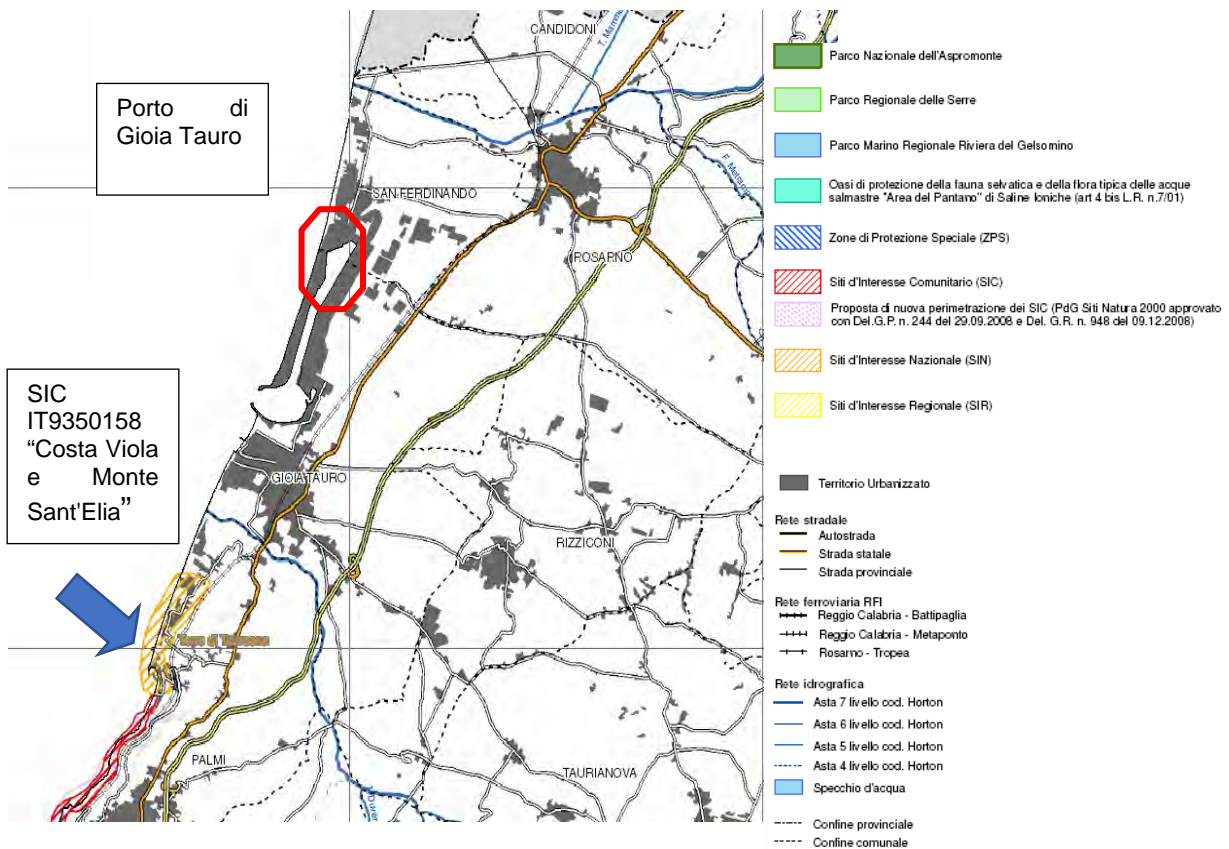 Porto di
Gioia Tauro
SIC
IT9350158
“Costa Viola
e Monte
Sant'Elia”
CANDIDONI
SAN FERDINANDO
ROSARNO
GIOIA TAURO
RIZZICONI
PALMI
TAURIANOVA
Parco Nazionale dell'Aspromonte
Parco Regionale delle Serre
Parco Marino Regionale Riviera del Gelsomino
Oasi di protezione della fauna selvatica e della flora tipica delle acque
salmastre "Area del Pantano" di Saline Ioniche (art 4 bis L.R. n.7/01)
Zone di Protezione Speciale (ZPS)
Siti d'Interesse Comunitario (SIC)
Proposta di nuova perimetrazione dei SIC (PdG Siti Natura 2000 approvato
con Del.G.P. n. 244 del 29.09.2008 e Del. G.R. n. 948 del 09.12.2008)
Siti d'Interesse Nazionale (SIN)
Siti d'Interesse Regionale (SIR)
Territorio Urbanizzato
Rete stradale
Autostrada
Strada statale
Strada provinciale
Rete ferroviaria RFI
Reggio Calabria - Battipaglia
Reggio Calabria - Metaponto
Rosarno - Tropea
Rete idrografica
Asta 7 livello cod. Horton
Asta 6 livello cod. Horton
Asta 5 livello cod. Horton
Asta 4 livello cod. Horton
Specchio d'acqua
Confine provinciale
Confine comunale